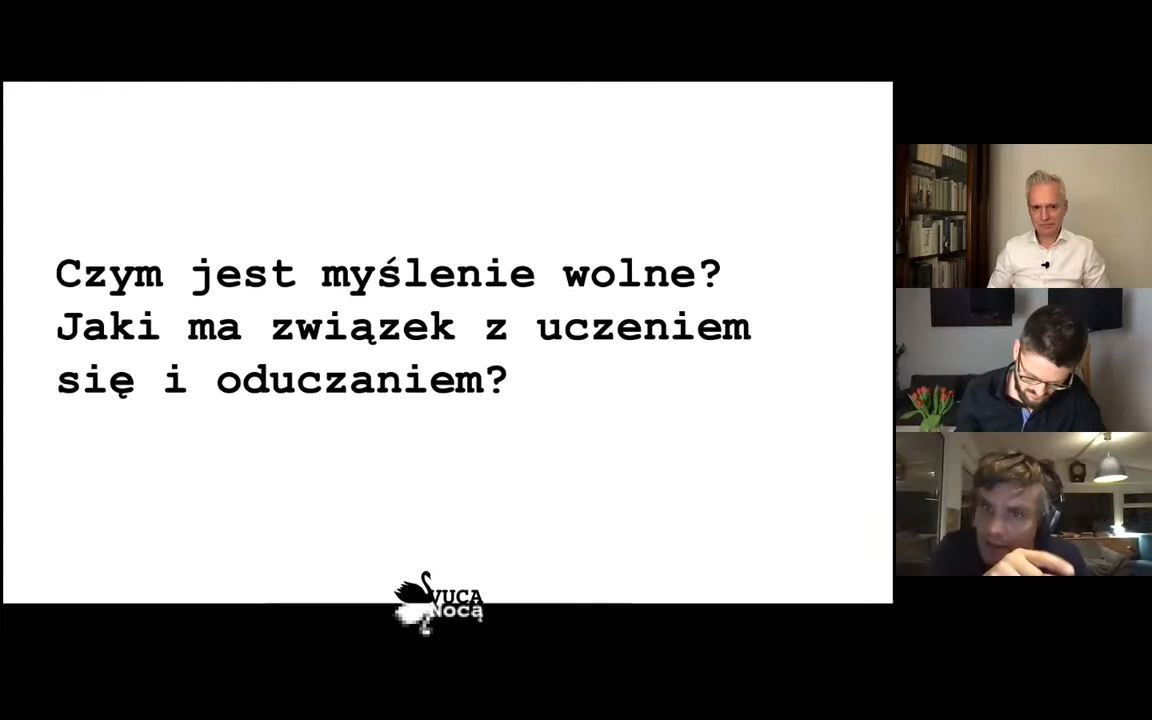 Czym jest myślenie wolne?
Jaki ma związek z uczeniem
się i oduczaniem?
VUCA
Nocą